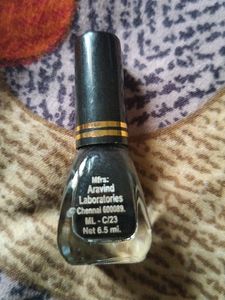 Mfrs:
Aravind
Laboratories
Chennai 600089.
ML - C/23
Net 6.5 ml.